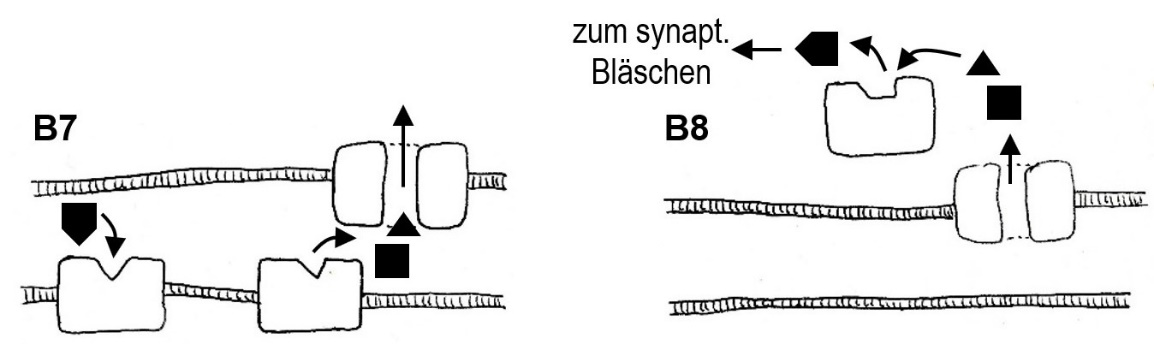 B7
zum synapt.
Bläschen
B8